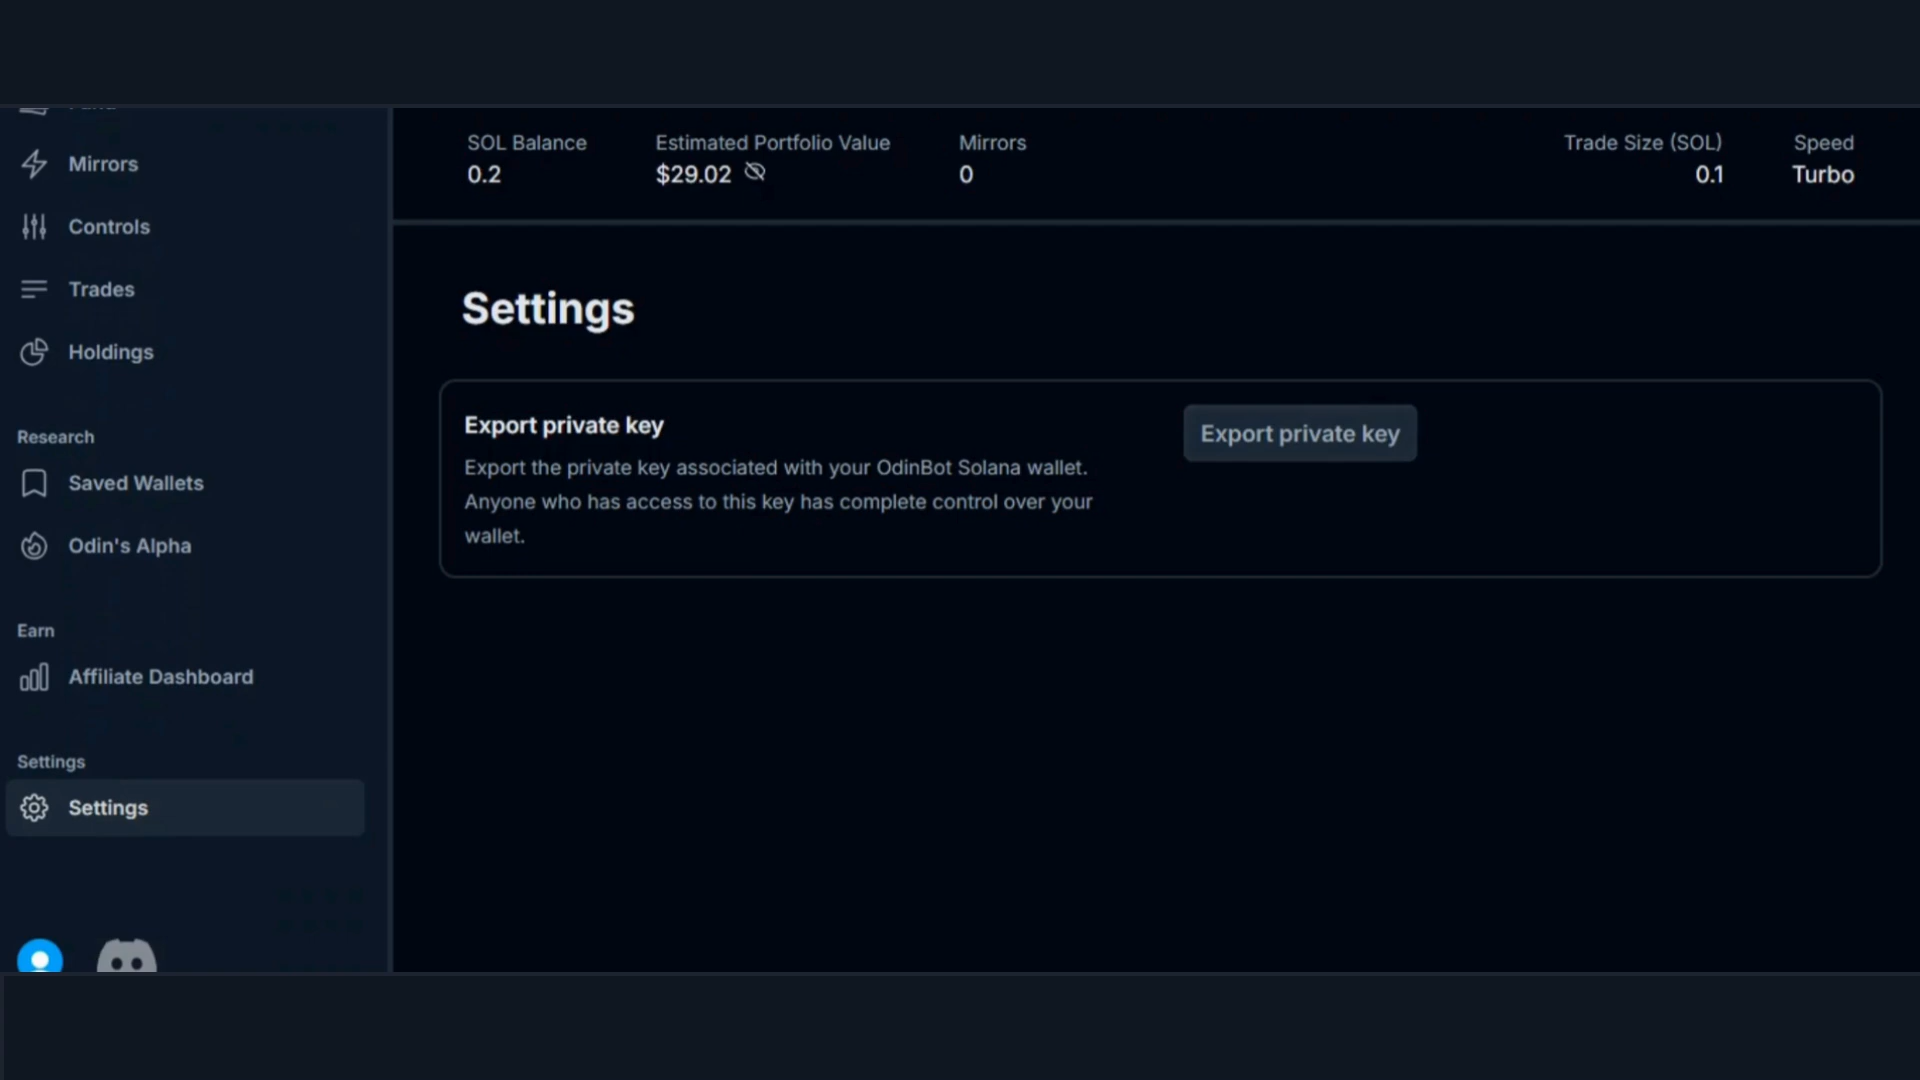 Mirrors
Controls
Trades
Holdings
Research
Saved Wallets
Odin's Alpha
Earn
Affiliate Dashboard
Settings
Settings
SOL Balance
0.2
Estimated Portfolio Value
$29.02
Mirrors
0
Trade Size (SOL)
0.1
Speed
Turbo
Settings
Export private key
Export the private key associated with your OdinBot Solana wallet.
Anyone who has access to this key has complete control over your
wallet.
Export private key